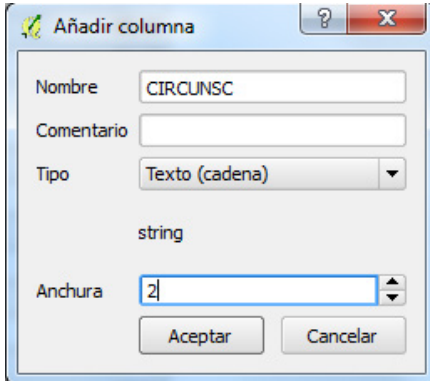 Añadir columna
Nombre CIRCUNSC
Comentario
Tipo Texto (cadena)
string
Anchura 2
Aceptar Cancelar